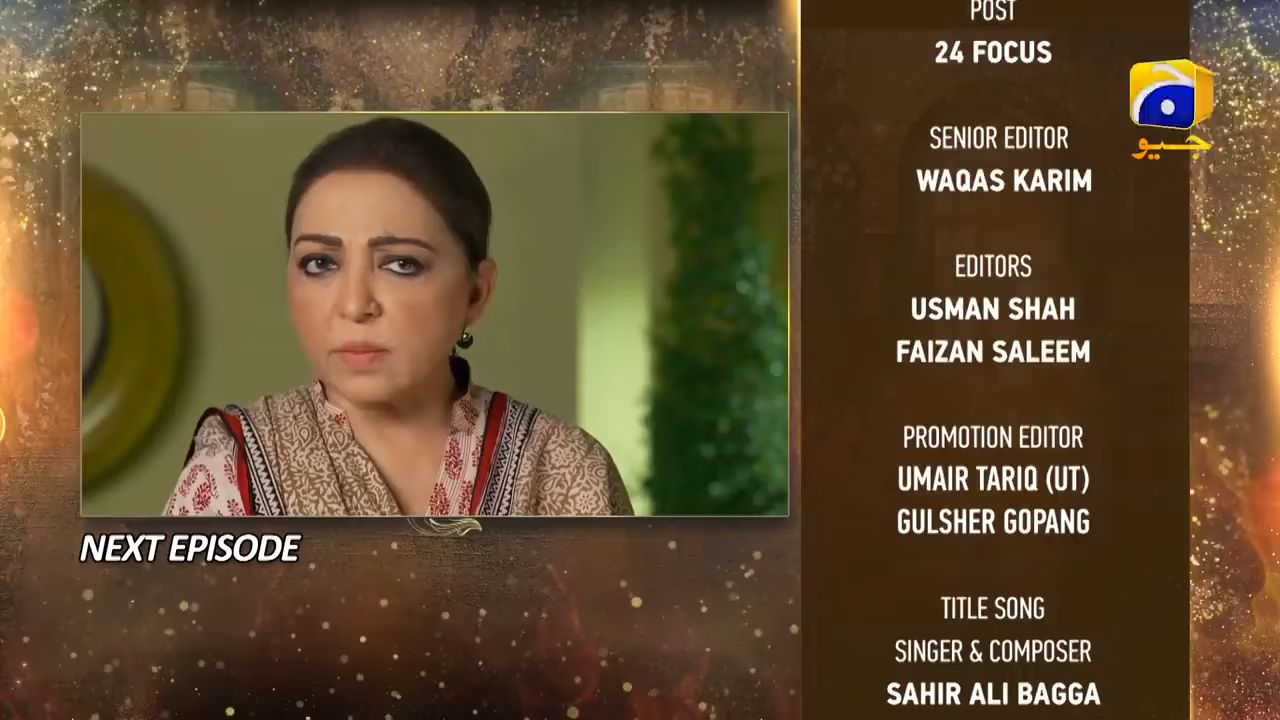 POST
24 FOCUS
جیو
SENIOR EDITOR
WAQAS KARIM
EDITORS
USMAN SHAH
FAIZAN SALEEM
PROMOTION EDITOR
UMAIR TARIQ (UT)
GULSHER GOPANG
NEXT EPISODE
TITLE SONG
SINGER & COMPOSER
SAHIR ALI BAGGA